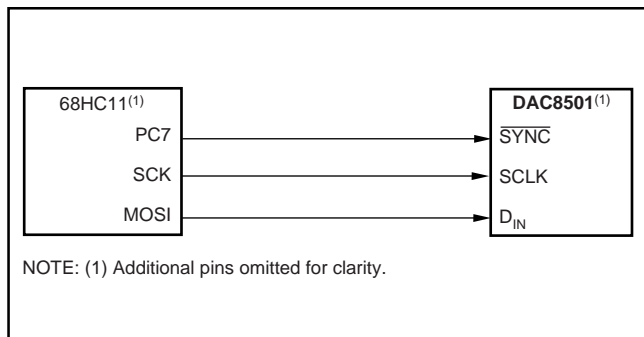 68HC11(1)
DAC8501(1)
PC7
SYNC
SCK
SCLK
MOSI
DIN
NOTE: (1) Additional pins omitted for clarity.